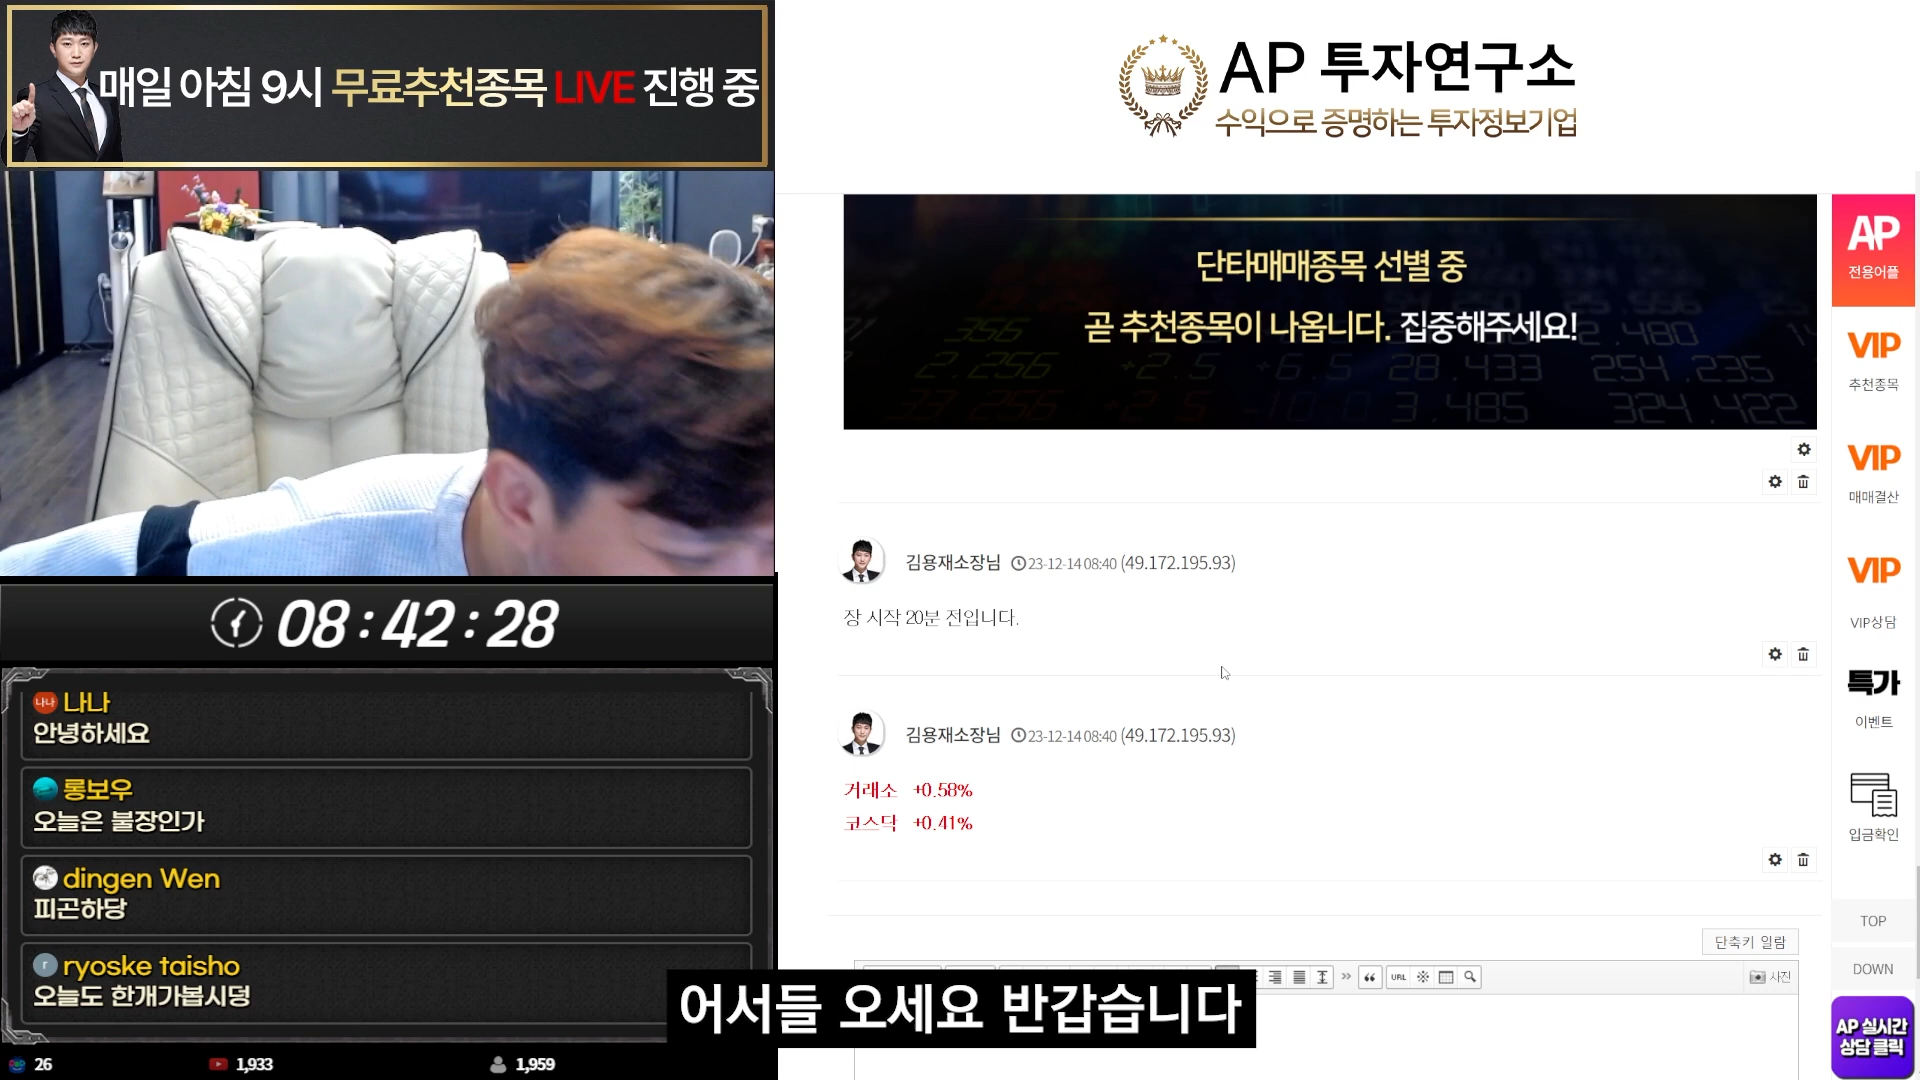 매일 아침 9시 무료추천종목 LIVE 진행 중
AP 투자연구소
수익으로 증명하는 투자정보기업
단타매매종목 선별 중
곧 추천종목이 나옵니다. 집중해주세요!
김용재소장님 23-12-14 08:40 (49.172.195.93)
장 시작 20분 전입니다.
김용재소장님 23-12-14 08:40 (49.172.195.93)
거래소 +0.58%
코스닥 +0.41%
단축키 일람
URL
사진
AP
전용어플
VIP
추천종목
VIP
매매결산
VIP
VIP상담
특가
이벤트
입금확인
TOP
DOWN
AP 실시간
상담 클릭
08:42:28
나나 나나
안녕하세요
롱보우
오늘은 불장인가
dingen Wen
피곤하당
r ryoske taisho
오늘도 한개가봅시덩
26 1,933 1,959
어서들 오세요 반갑습니다